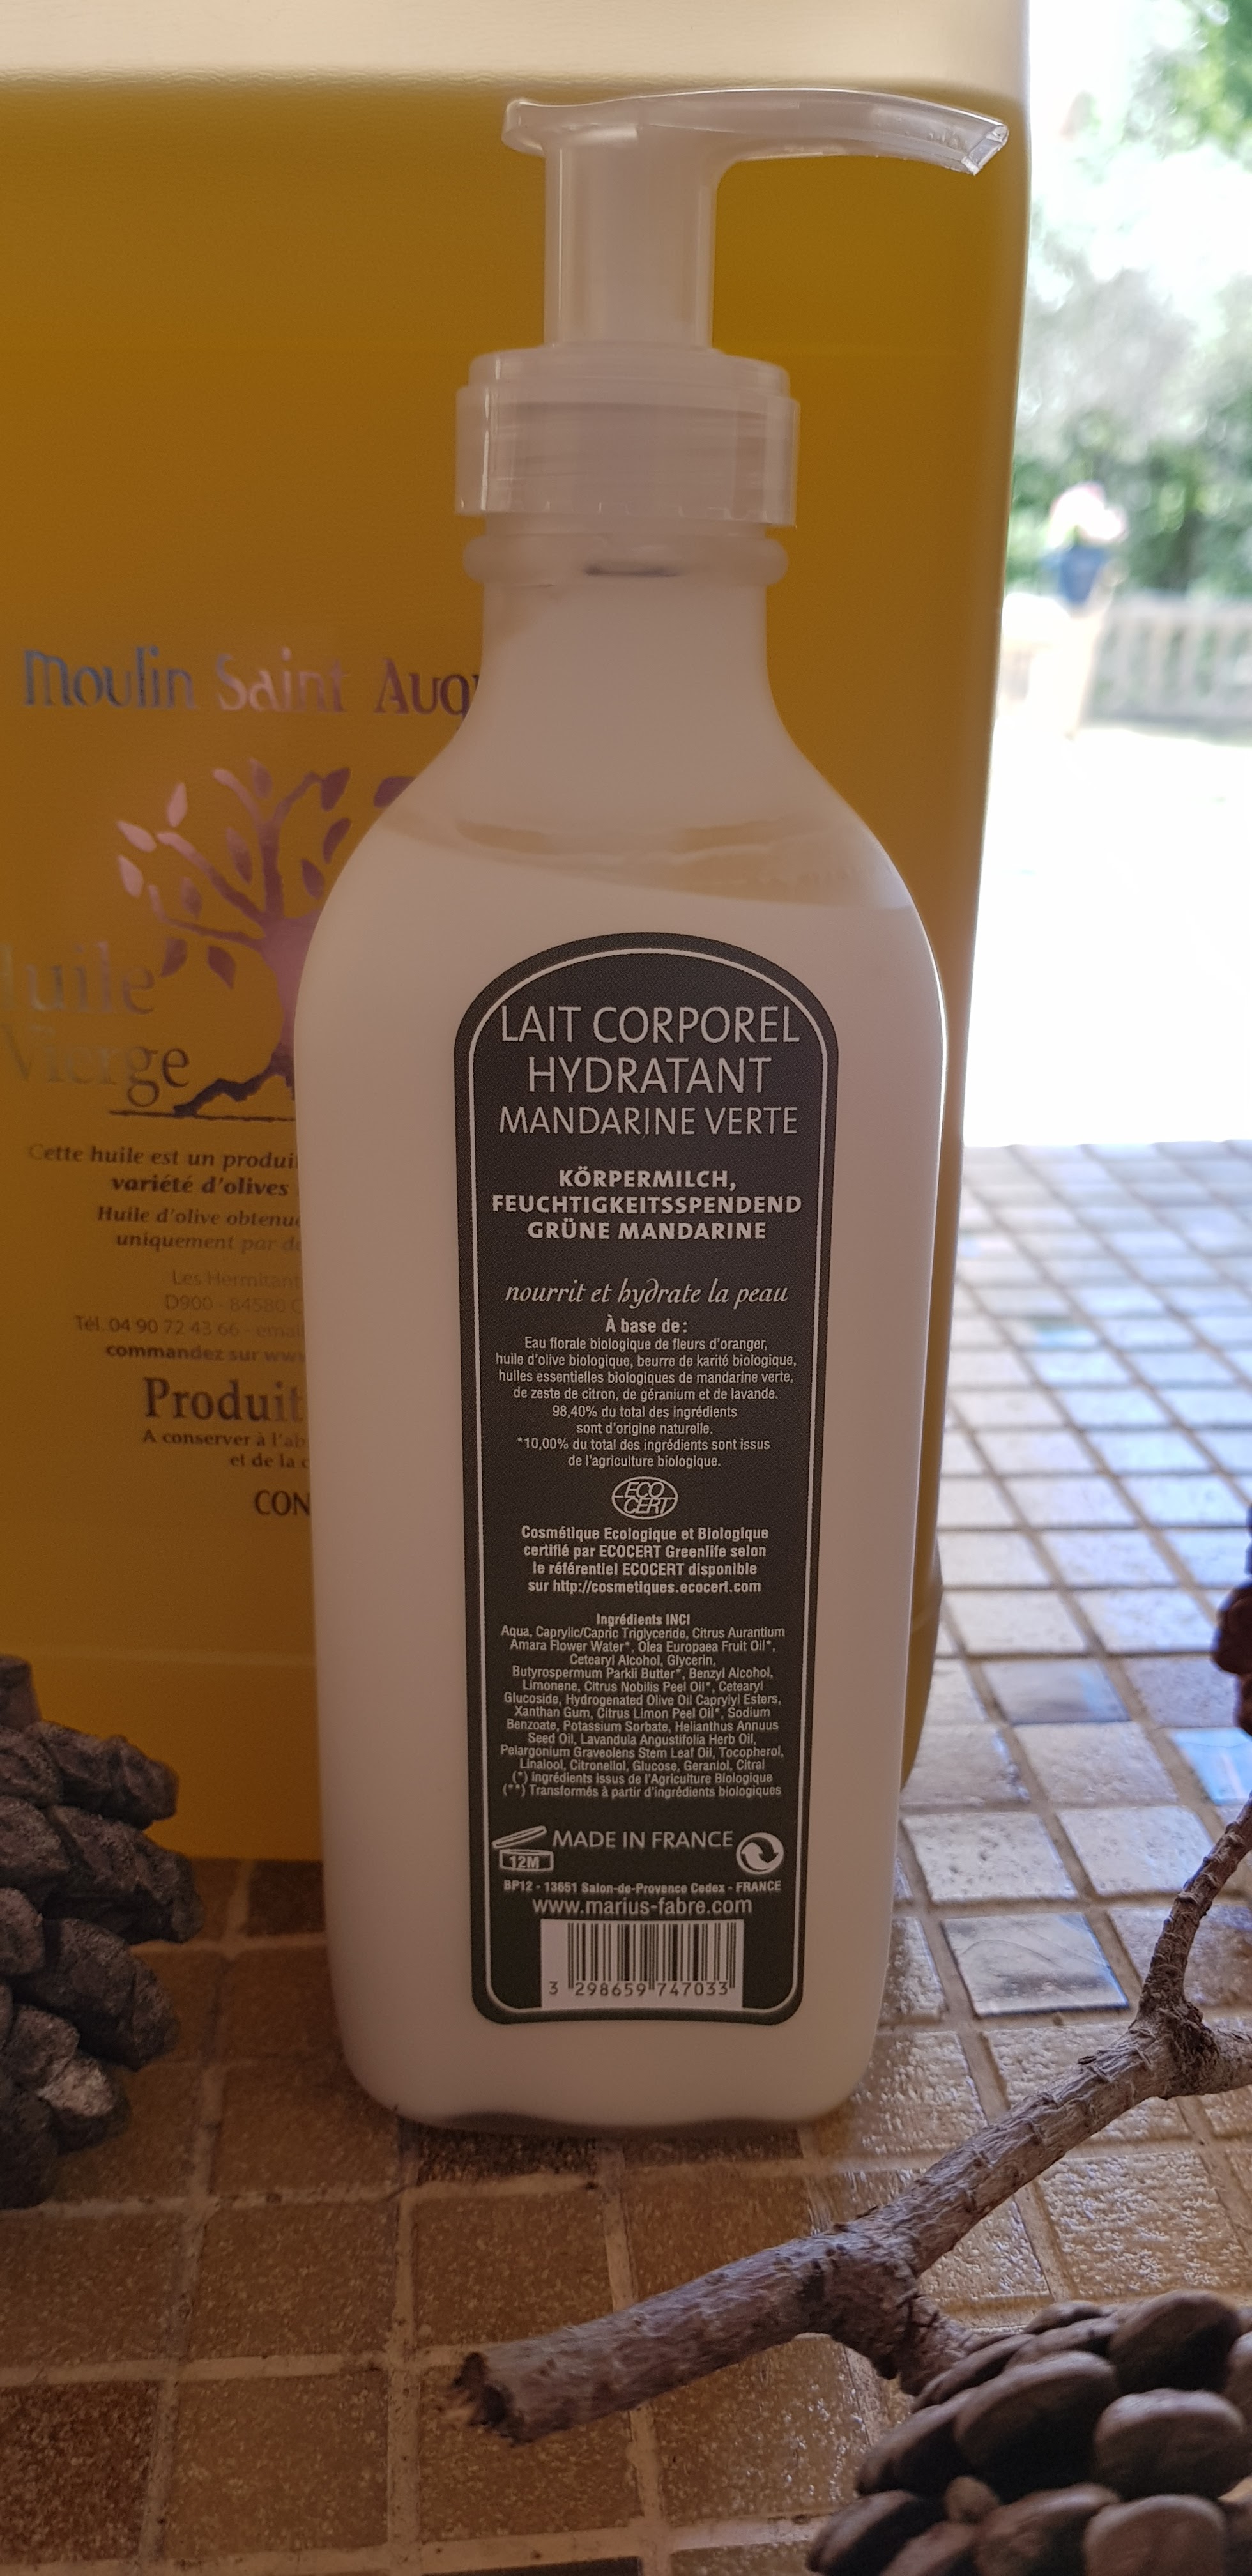 Moulin Saint
Huile
Vierge
Cette huile est un
variété d'olives
Huile d'olive
uniquement par
Les
D900 - 84580
Tél. 04 90 72 43 66 -
commandez sur
Produit
A conserver à
et de la
LAIT CORPOREL
HYDRATANT
MANDARINE VERTE
KÖRPERMILCH,
FEUCHTIGKEITSSPENDEND
GRÜNE MANDARINE
nourrit et hydrate la peau
À base de :
Eau florale biologique de fleurs d'oranger,
huile d'olive biologique, beurre de karité biologique,
huiles essentielles biologiques de mandarine verte,
de zeste de citron, de géranium et de lavande.
98,40% du total des ingrédients
sont d'origine naturelle.
*10,00% du total des ingrédients sont issus
de l'agriculture biologique.
ECO
CERT
Cosmétique Ecologique et Biologique
certifié par ECOCERT Greenlife selon
le référentiel ECOCERT disponible
sur http://cosmetiques.ecocert.com
Ingrédients INCI
Aqua, Caprylic/Capric Triglyceride, Citrus Aurantium
Amara Flower Water*, Olea Europaea Fruit Oil*,
Cetearyl Alcohol, Glycerin,
Butyrospermum Parkii Butter*, Benzyl Alcohol,
Limonene, Citrus Nobilis Peel Oil*, Cetearyl
Glucoside, Hydrogenated Olive Oil Caprylyl Esters,
Xanthan Gum, Citrus Limon Peel Oil*, Sodium
Benzoate, Potassium Sorbate, Helianthus Annuus
Seed Oil, Lavandula Angustifolia Herb Oil,
Pelargonium Graveolens Stem Leaf Oil, Tocopherol,
Linalool, Citronellol, Glucose, Geraniol, Citral
(*) Ingrédients issus de l'Agriculture Biologique
(**) Transformés à partir d'ingrédients biologiques
12M
MADE IN FRANCE
BP12 - 13651 Salon-de-Provence Cedex - FRANCE
www.marius-fabre.com
3 298659 747033